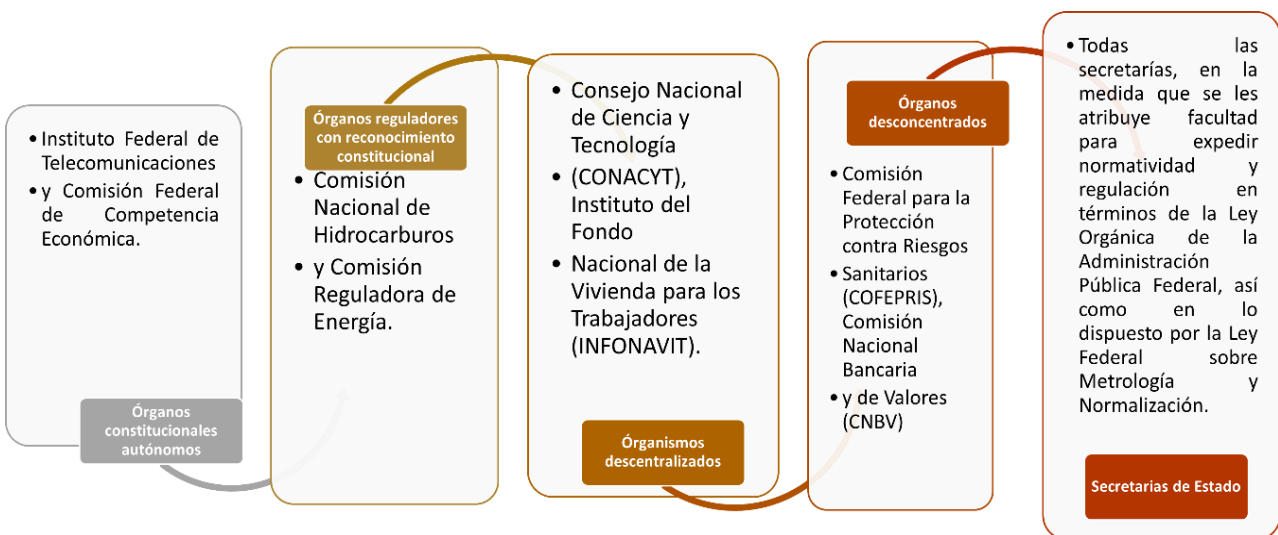 • Instituto Federal de
Telecomunicaciones
• y Comisión Federal
de Competencia
Económica.
Órganos
constitucionales
autónomos
Órganos reguladores
con reconocimiento
constitucional
• Comisión
Nacional de
Hidrocarburos
• y Comisión
Reguladora de
Energía.
• Consejo Nacional
de Ciencia y
Tecnología
• (CONACYT),
Instituto del
Fondo
• Nacional de la
Vivienda para los
Trabajadores
(INFONAVIT).
Órganismos
descentralizados
Órganos
desconcentrados
• Comisión
Federal para la
Protección
contra Riesgos
• Sanitarios
(COFEPRIS),
Comisión
Nacional
Bancaria
• y de Valores
(CNBV)
• Todas las
secretarías, en la
medida que se les
atribuye facultad
para expedir
normatividad y
regulación en
términos de la Ley
Orgánica de la
Administración
Pública Federal, así
como en lo
dispuesto por la Ley
Federal sobre
Metrología y
Normalización.
Secretarias de Estado